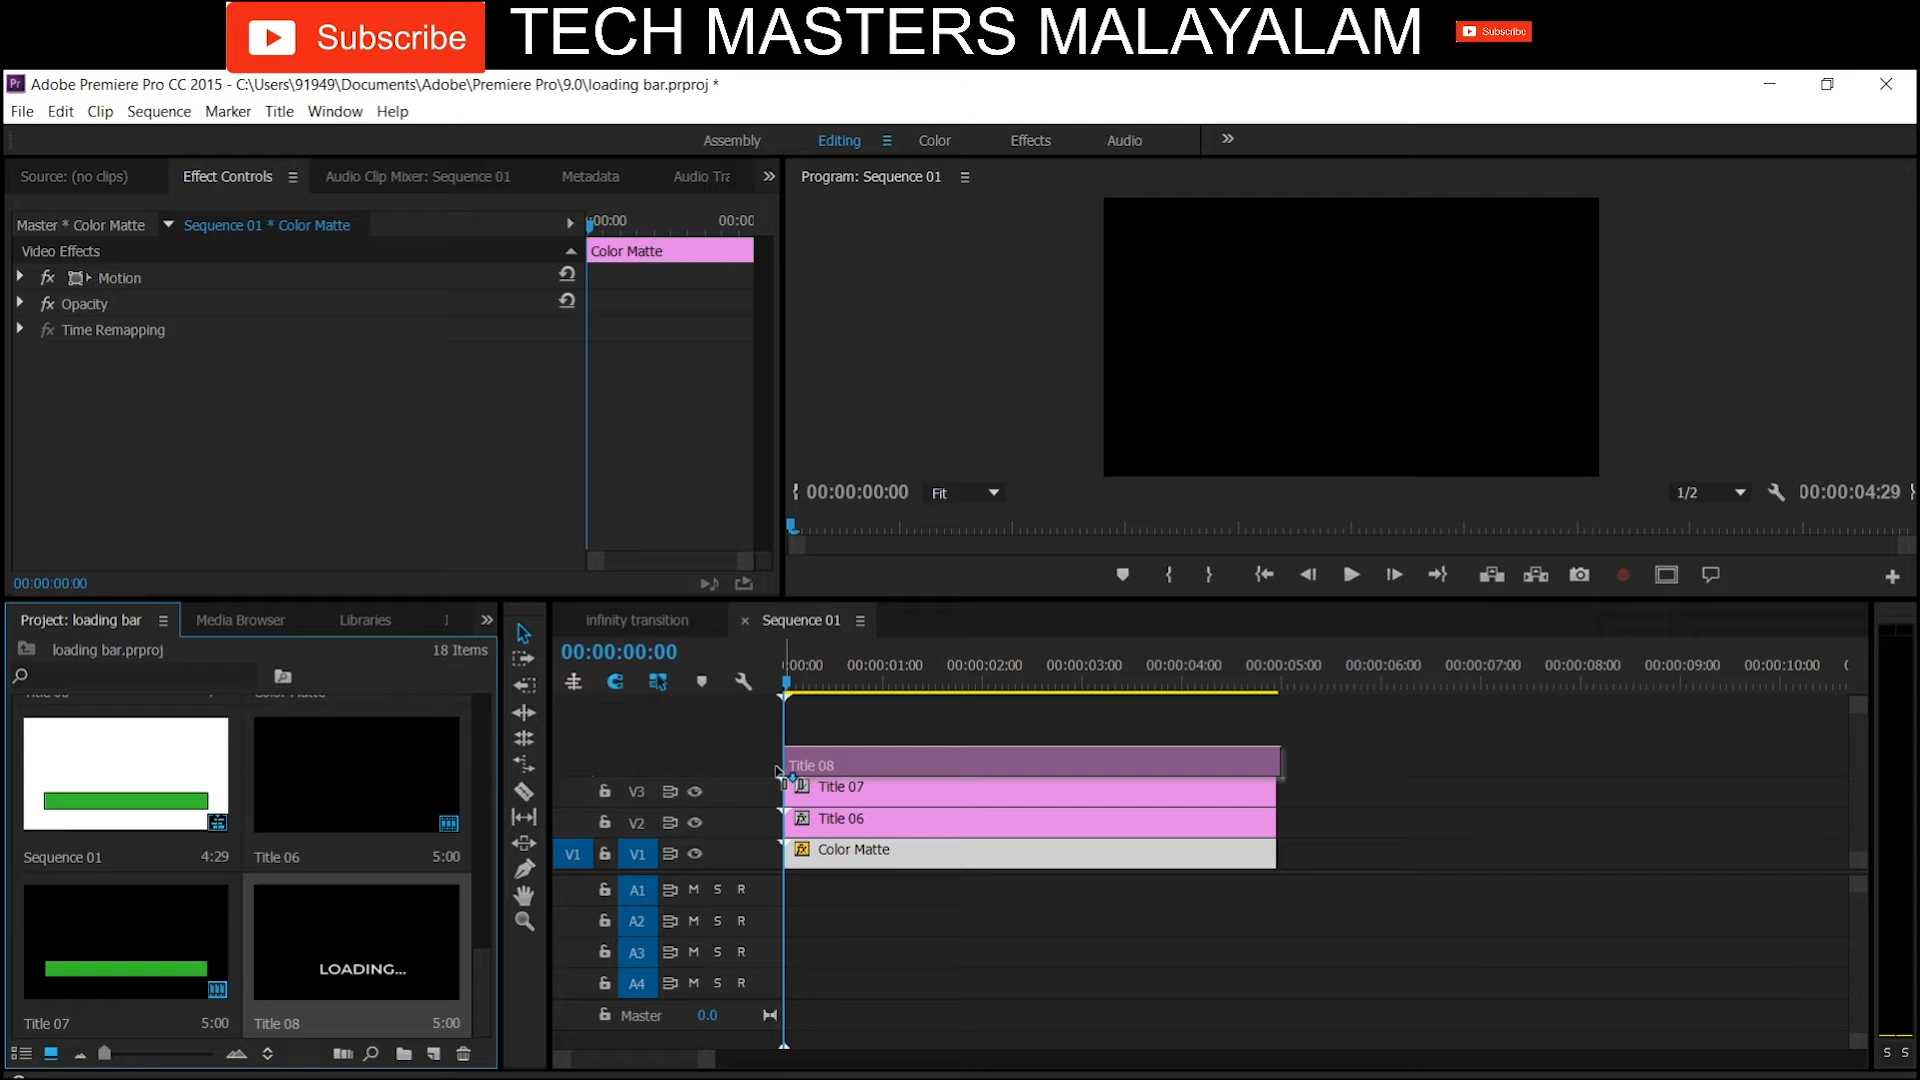 Subscribe TECH MASTERS MALAYALAM Subscribe
Pr Adobe Premiere Pro CC 2015 - C:\Users\91949\Documents\Adobe\Premiere Pro\9.0\loading bar.prproj *
File Edit Clip Sequence Marker Title Window Help
Assembly Editing Color Effects Audio
Source: (no clips) Effect Controls Audio Clip Mixer: Sequence 01 Metadata Audio Tra
Program: Sequence 01
Master * Color Matte Sequence 01 * Color Matte
:00:00 00:00
Video Effects
Color Matte
fx Motion
fx Opacity
fx Time Remapping
00:00:00:00 Fit 1/2 00:00:04:29
00:00:00:00
Project: loading bar Media Browser Libraries
infinity transition × Sequence 01
loading bar.prproj 18 Items
00:00:00:00
:00:00 00:00:01:00 00:00:02:00 00:00:03:00 00:00:04:00 00:00:05:00 00:00:06:00 00:00:07:00 00:00:08:00 00:00:09:00 00:00:10:00
Title 08
V3 Title 07
V2 Title 06
V1 V1 Color Matte
A1 M S R
A2 M S R
A3 M S R
A4 M S R
Master 0.0
Sequence 01 4:29 Title 06 5:00
LOADING...
Title 07 5:00 Title 08 5:00
S S